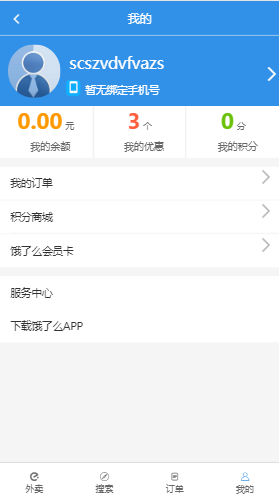 我的
scszvdvfvazs
暂无绑定手机号
0.00 元 3 个 0 分
我的余额 我的优惠 我的积分
我的订单
积分商城
饿了么会员卡
服务中心
下载饿了么APP
外卖 搜索 订单 我的